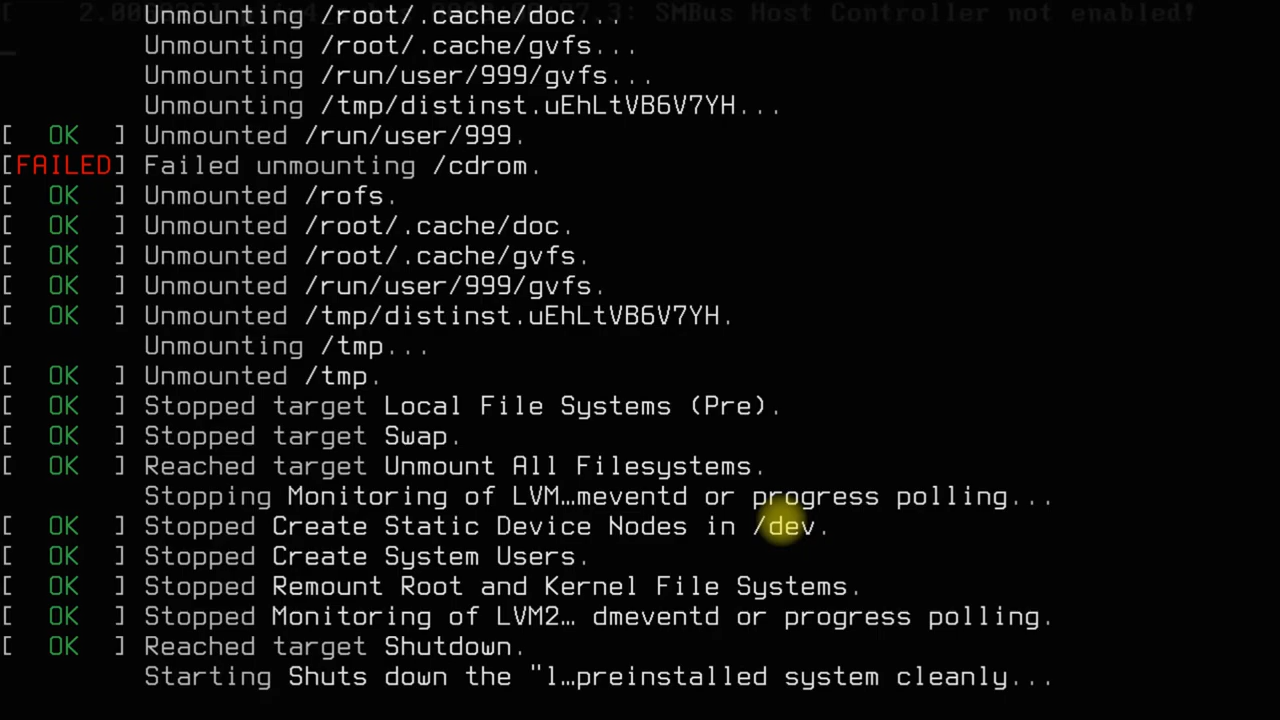 Unmounting /root/.cache/doc...
Unmounting /root/.cache/gvfs...
Unmounting /run/user/999/gvfs...
Unmounting /tmp/distinst.uEhLtVB6V7YH...
[  OK  ] Unmounted /run/user/999.
[FAILED] Failed unmounting /cdrom.
[  OK  ] Unmounted /rofs.
[  OK  ] Unmounted /root/.cache/doc.
[  OK  ] Unmounted /root/.cache/gvfs.
[  OK  ] Unmounted /run/user/999/gvfs.
[  OK  ] Unmounted /tmp/distinst.uEhLtVB6V7YH.
Unmounting /tmp...
[  OK  ] Unmounted /tmp.
[  OK  ] Stopped target Local File Systems (Pre).
[  OK  ] Stopped target Swap.
[  OK  ] Reached target Unmount All Filesystems.
Stopping Monitoring of LVM…meventd or progress polling...
[  OK  ] Stopped Create Static Device Nodes in /dev.
[  OK  ] Stopped Create System Users.
[  OK  ] Stopped Remount Root and Kernel File Systems.
[  OK  ] Stopped Monitoring of LVM2… dmeventd or progress polling.
[  OK  ] Reached target Shutdown.
Starting Shuts down the "l…preinstalled system cleanly...
SMBus Host Controller not enabled!